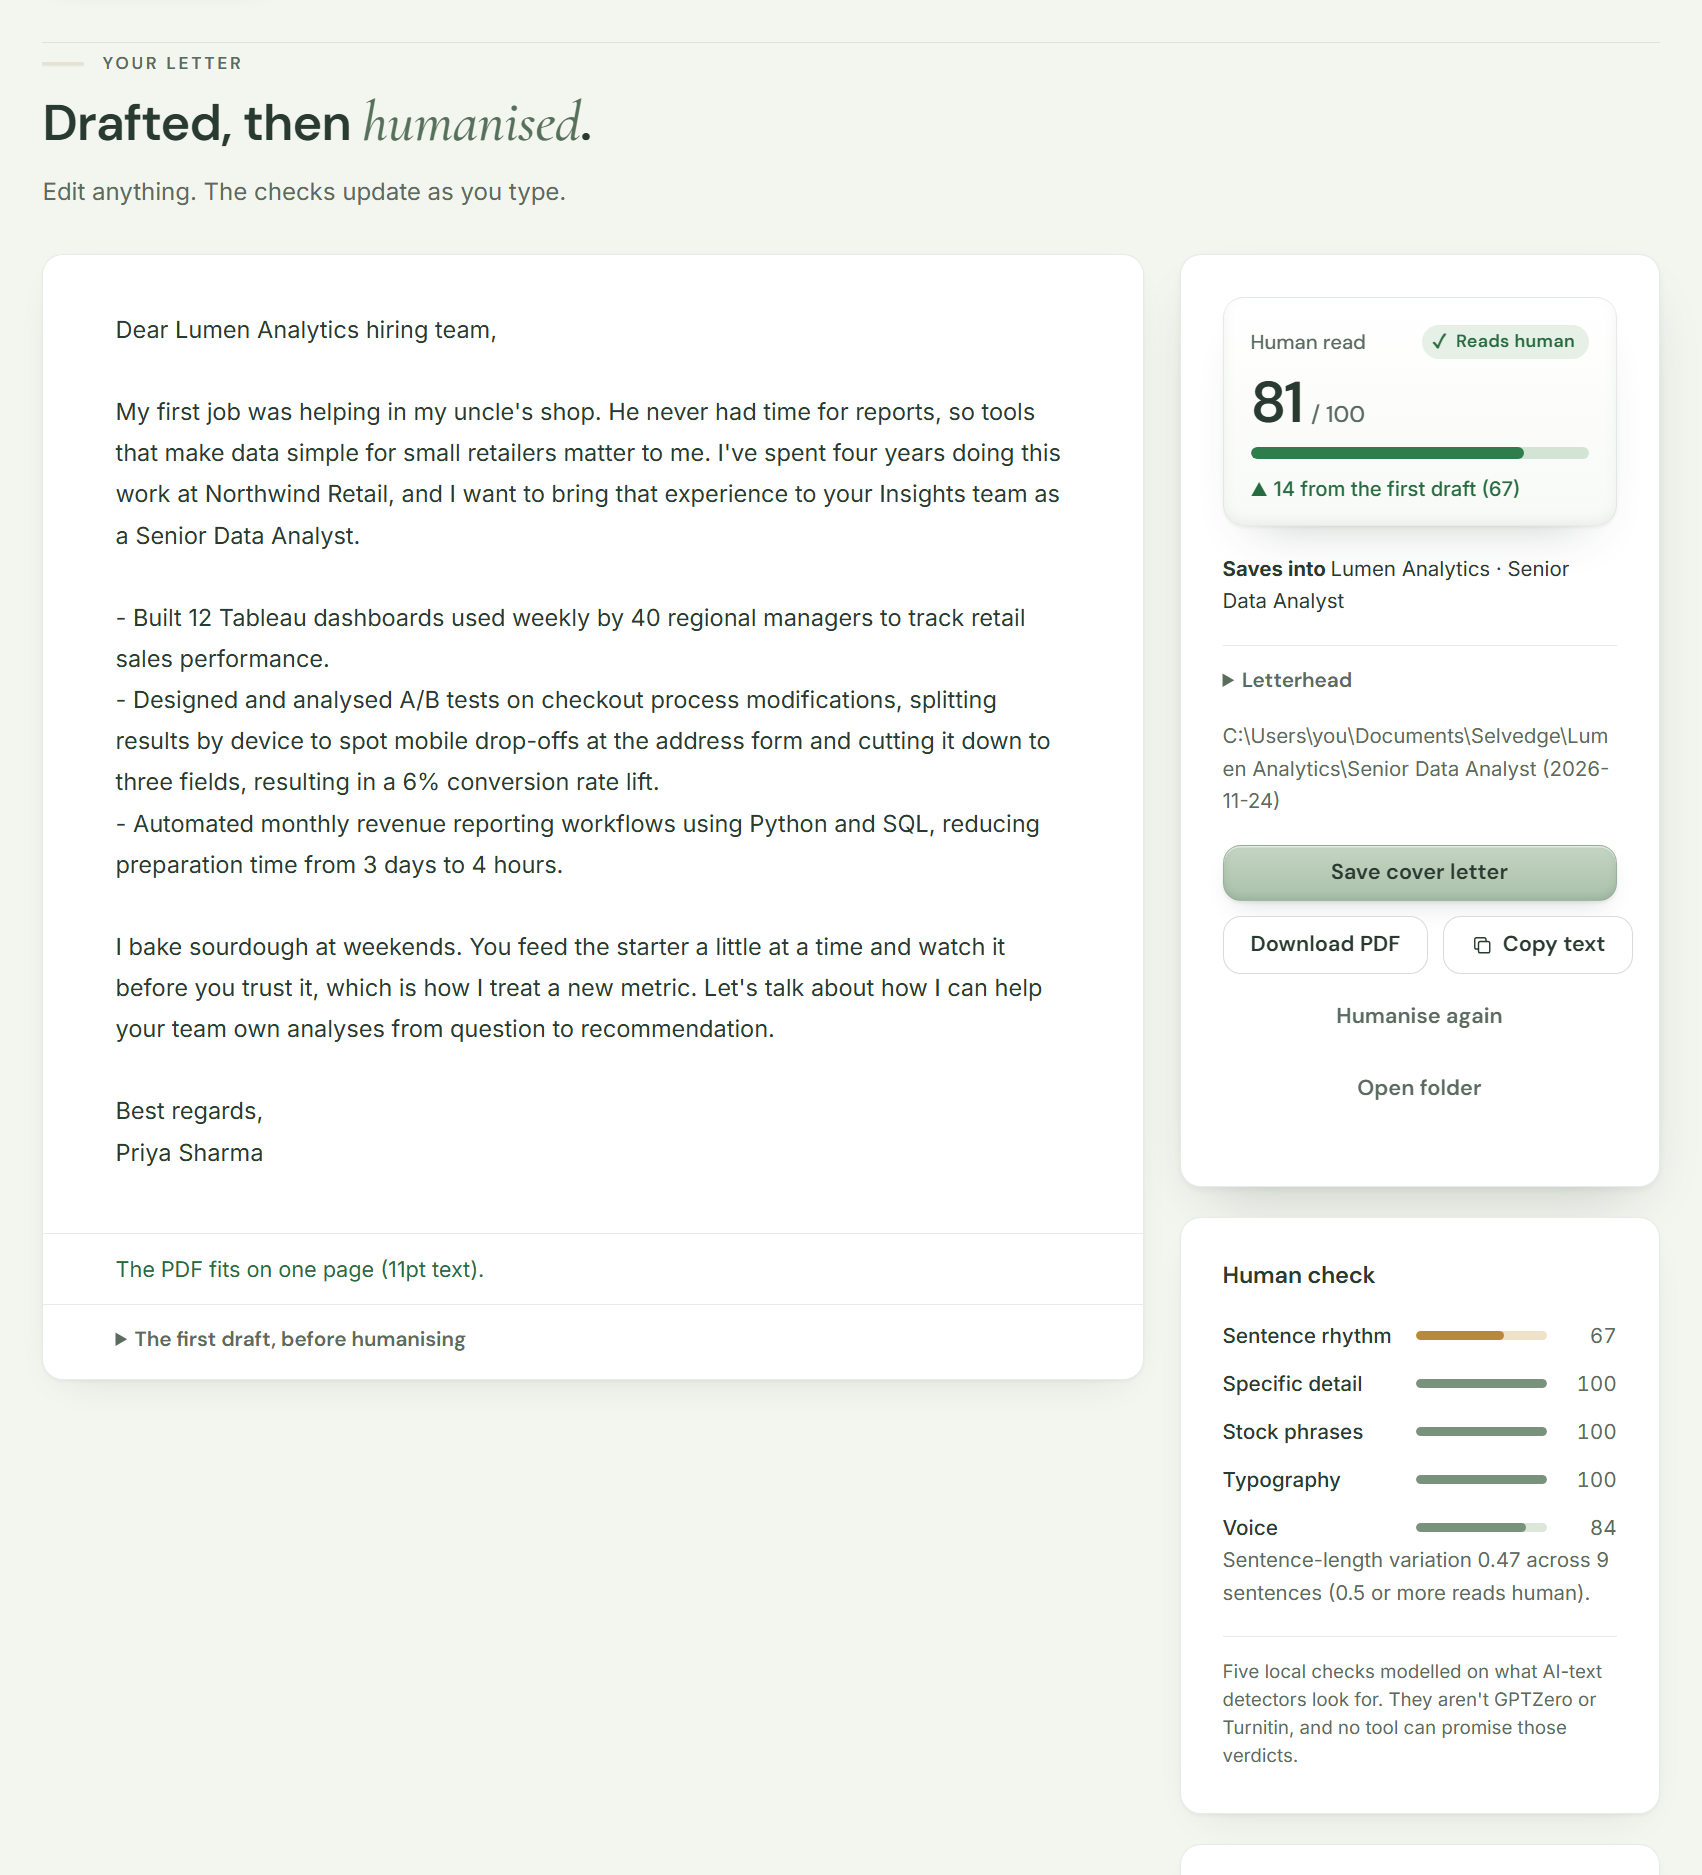 YOUR LETTER
Drafted, then humanised.
Edit anything. The checks update as you type.
Dear Lumen Analytics hiring team,
My first job was helping in my uncle's shop. He never had time for reports, so tools
that make data simple for small retailers matter to me. I've spent four years doing this
work at Northwind Retail, and I want to bring that experience to your Insights team as
a Senior Data Analyst.
- Built 12 Tableau dashboards used weekly by 40 regional managers to track retail
sales performance.
- Designed and analysed A/B tests on checkout process modifications, splitting
results by device to spot mobile drop-offs at the address form and cutting it down to
three fields, resulting in a 6% conversion rate lift.
- Automated monthly revenue reporting workflows using Python and SQL, reducing
preparation time from 3 days to 4 hours.
I bake sourdough at weekends. You feed the starter a little at a time and watch it
before you trust it, which is how I treat a new metric. Let's talk about how I can help
your team own analyses from question to recommendation.
Best regards,
Priya Sharma
The PDF fits on one page (11pt text).
▶ The first draft, before humanising
Human read
✓ Reads human
81 / 100
▲ 14 from the first draft (67)
Saves into Lumen Analytics · Senior
Data Analyst
▶ Letterhead
C:\Users\you\Documents\Selvedge\Lum
en Analytics\Senior Data Analyst (2026-
11-24)
Save cover letter
Download PDF
Copy text
Humanise again
Open folder
Human check
Sentence rhythm 67
Specific detail 100
Stock phrases 100
Typography 100
Voice 84
Sentence-length variation 0.47 across 9
sentences (0.5 or more reads human).
Five local checks modelled on what AI-text
detectors look for. They aren't GPTZero or
Turnitin, and no tool can promise those
verdicts.